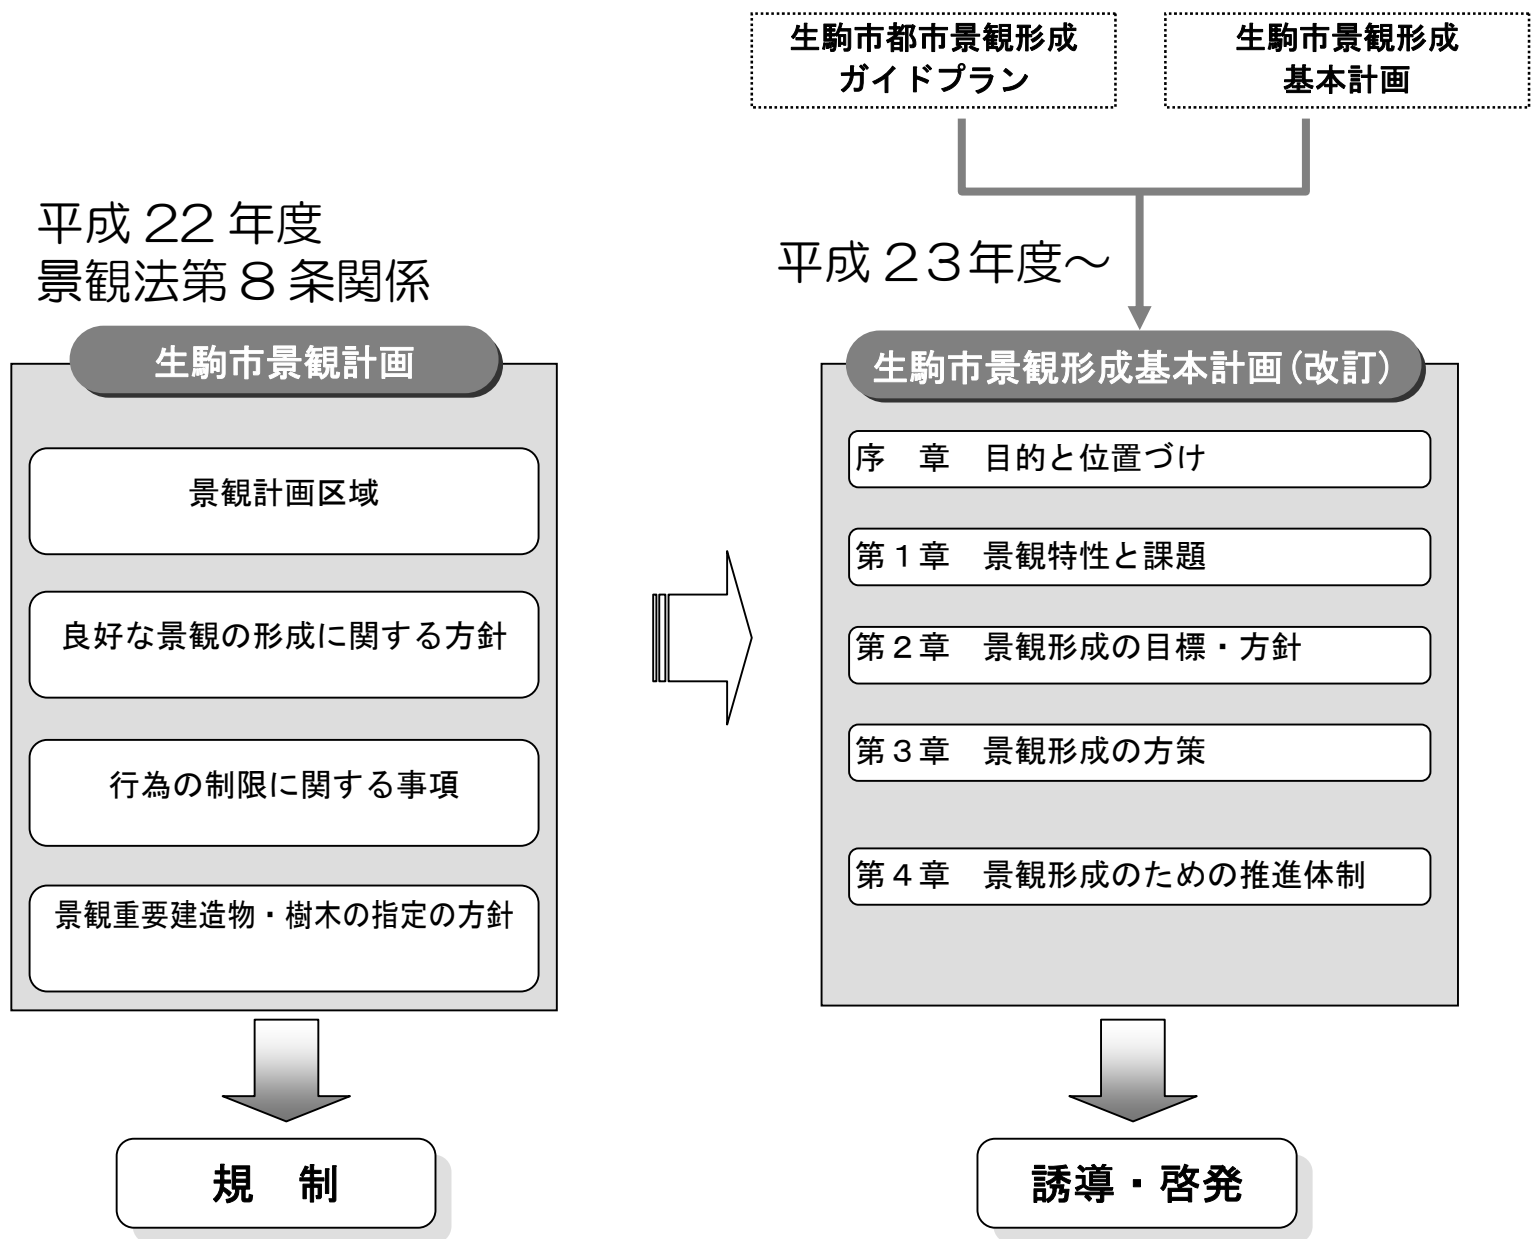 生駒市都市景観形成
ガイドプラン
生駒市景観形成
基本計画
平成22年度
景観法第8条関係
平成23年度～
生駒市景観計画
景観計画区域
良好な景観の形成に関する方針
行為の制限に関する事項
景観重要建造物・樹木の指定の方針
規　制
生駒市景観形成基本計画(改訂)
序　章　目的と位置づけ
第１章　景観特性と課題
第２章　景観形成の目標・方針
第３章　景観形成の方策
第４章　景観形成のための推進体制
誘導・啓発